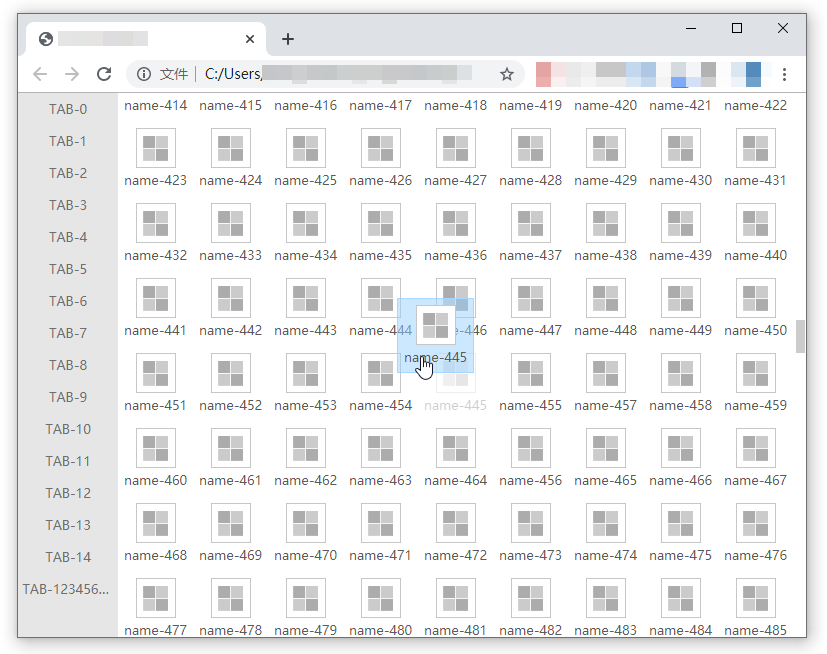 文件 C:/Users/
TAB-0
TAB-1
TAB-2
TAB-3
TAB-4
TAB-5
TAB-6
TAB-7
TAB-8
TAB-9
TAB-10
TAB-11
TAB-12
TAB-13
TAB-14
TAB-123456...
name-414 name-415 name-416 name-417 name-418 name-419 name-420 name-421 name-422
name-423 name-424 name-425 name-426 name-427 name-428 name-429 name-430 name-431
name-432 name-433 name-434 name-435 name-436 name-437 name-438 name-439 name-440
name-441 name-442 name-443 name-444 -446 name-447 name-448 name-449 name-450
name-445
name-451 name-452 name-453 name-454 name-445 name-455 name-457 name-458 name-459
name-460 name-461 name-462 name-463 name-464 name-456 name-465 name-466 name-467
name-468 name-469 name-470 name-471 name-472 name-473 name-474 name-475 name-476
name-477 name-478 name-479 name-480 name-481 name-482 name-483 name-484 name-485